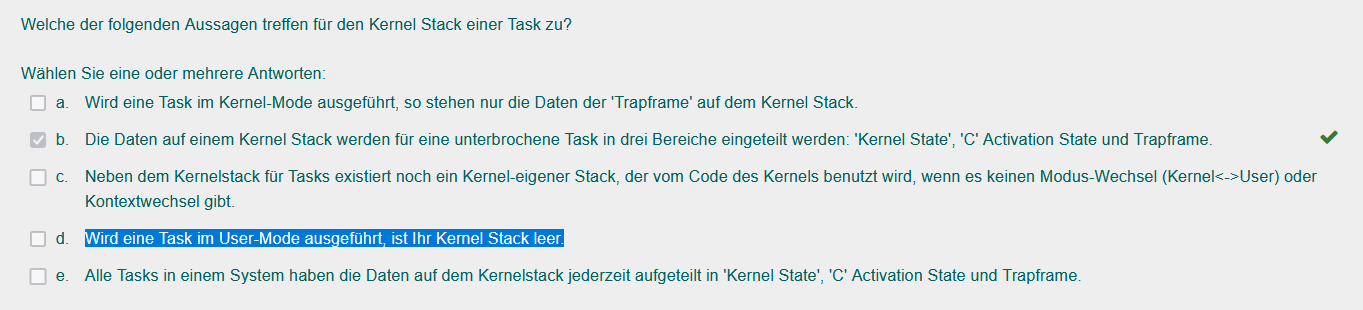 Welche der folgenden Aussagen treffen für den Kernel Stack einer Task zu?
Wählen Sie eine oder mehrere Antworten:
a. Wird eine Task im Kernel-Mode ausgeführt, so stehen nur die Daten der 'Trapframe' auf dem Kernel Stack.
b. Die Daten auf einem Kernel Stack werden für eine unterbrochene Task in drei Bereiche eingeteilt werden: 'Kernel State', 'C' Activation State und Trapframe.
c. Neben dem Kernelstack für Tasks existiert noch ein Kernel-eigener Stack, der vom Code des Kernels benutzt wird, wenn es keinen Modus-Wechsel (Kernel<->User) oder
Kontextwechsel gibt.
d. Wird eine Task im User-Mode ausgeführt, ist Ihr Kernel Stack leer.
e. Alle Tasks in einem System haben die Daten auf dem Kernelstack jederzeit aufgeteilt in 'Kernel State', 'C' Activation State und Trapframe.